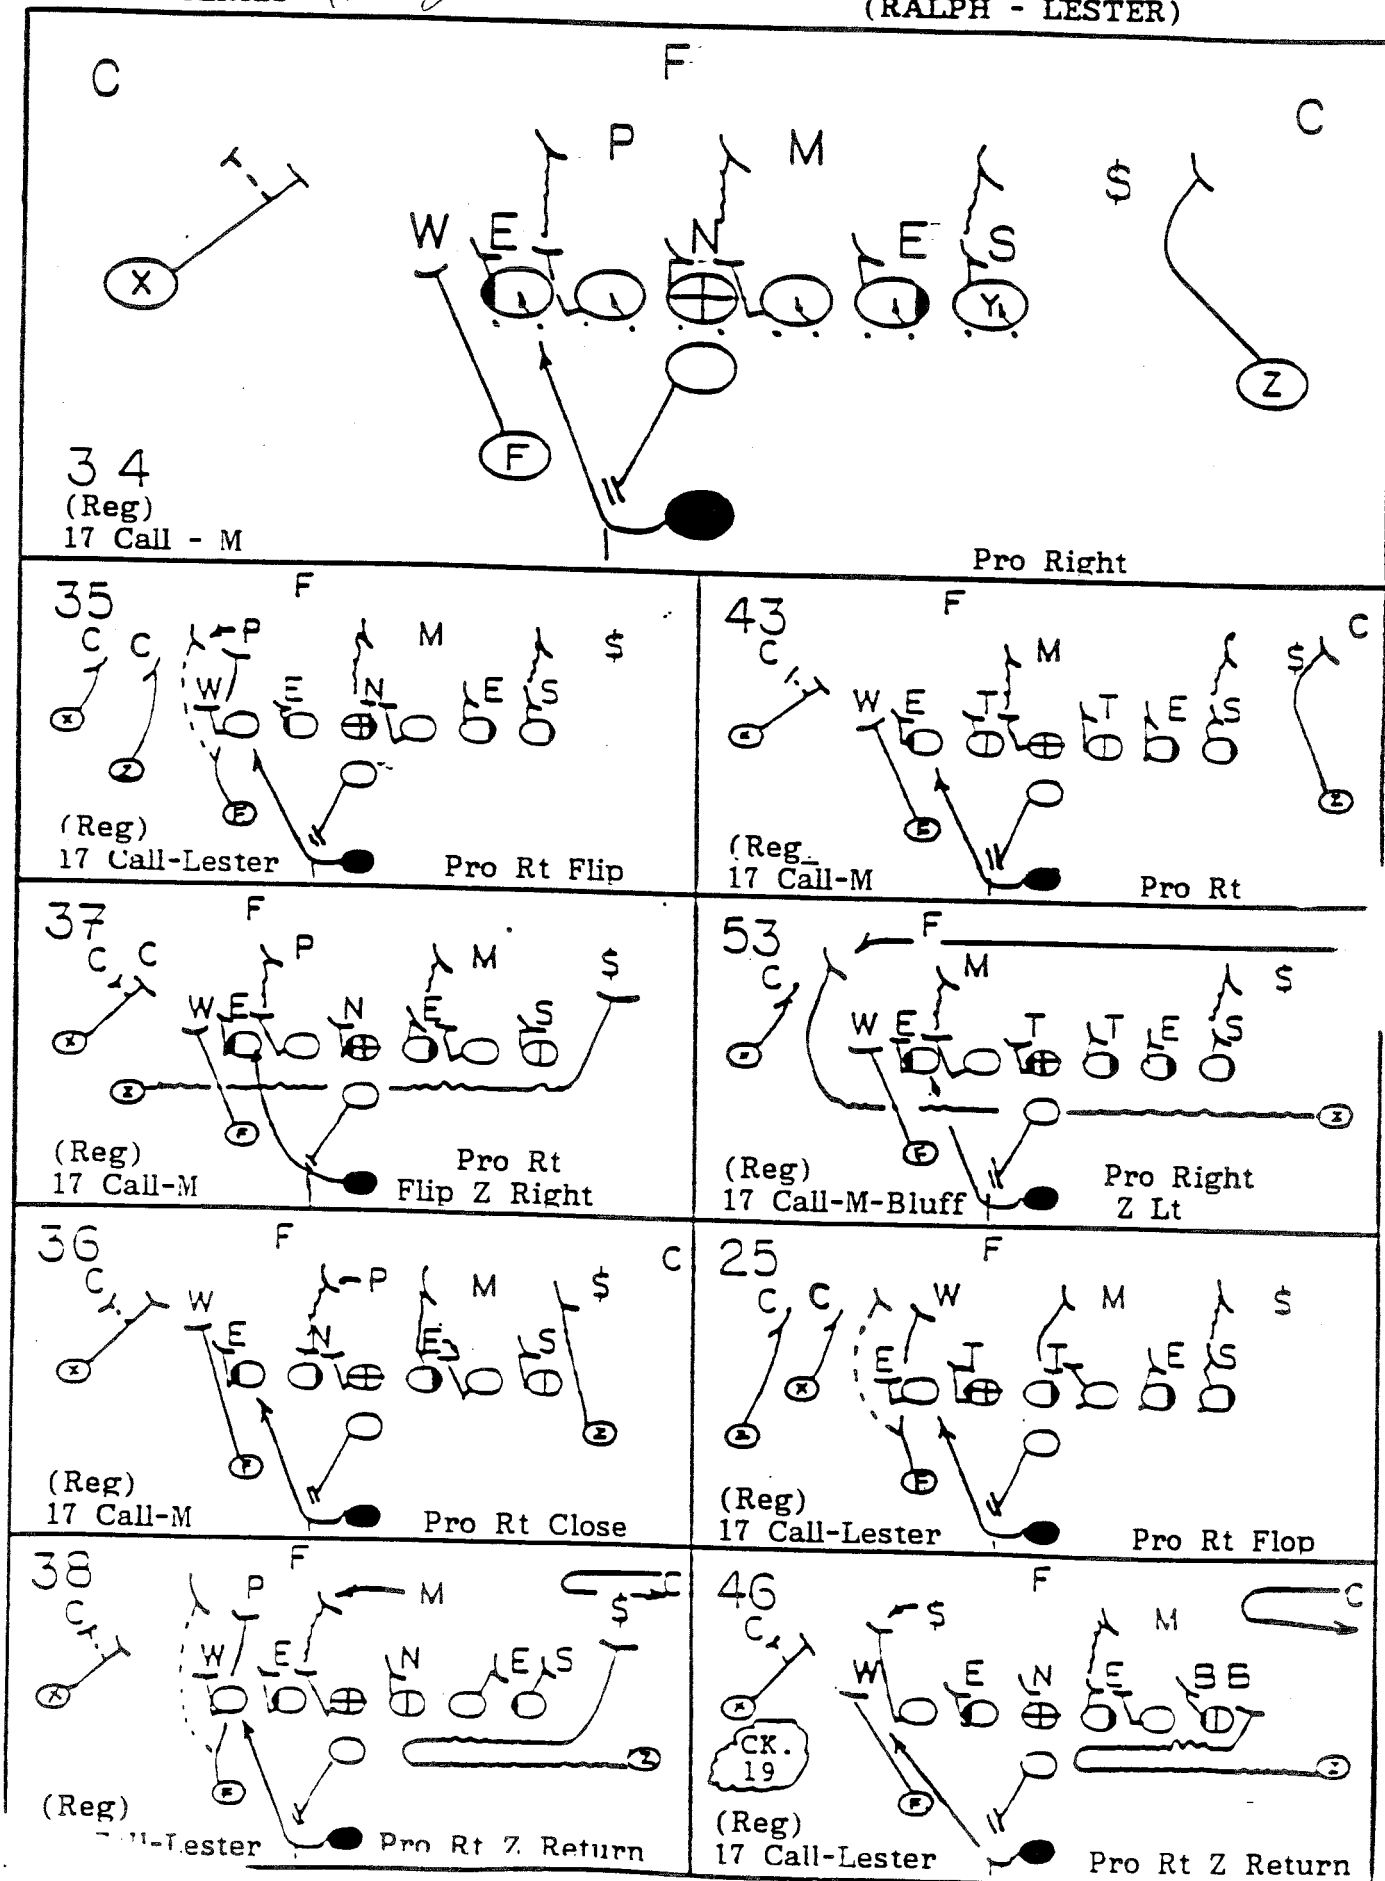 (RALPH - LESTER)
C F C
P M $
W E N E S
X Y Z
F
34
(Reg)
17 Call - M
Pro Right
35 F
C C P M $
W E N E S
X
Z
F
(Reg)
17 Call-Lester
Pro Rt Flip
43 F C
C M $
W E T T E S
Z
F
(Reg
17 Call-M
Pro Rt
37 F
C C P M $
W E N E S
X
F
(Reg)
17 Call-M
Pro Rt
Flip Z Right
53 F
C M $
W E T T E S
F
(Reg)
17 Call-M-Bluff
Pro Right
Z Lt
36 F C
C P M $
W E N E S
X
Z
F
(Reg)
17 Call-M
Pro Rt Close
25 F
C C W M $
E T T E S
X
F
(Reg)
17 Call-Lester
Pro Rt Flop
38 F C
C P M $
W E N E S
X
Z
F
(Reg)
Lester
Pro Rt Z Return
46 F C
C $ M
W E N E B B
X
CK.
19
F
(Reg)
17 Call-Lester
Pro Rt Z Return